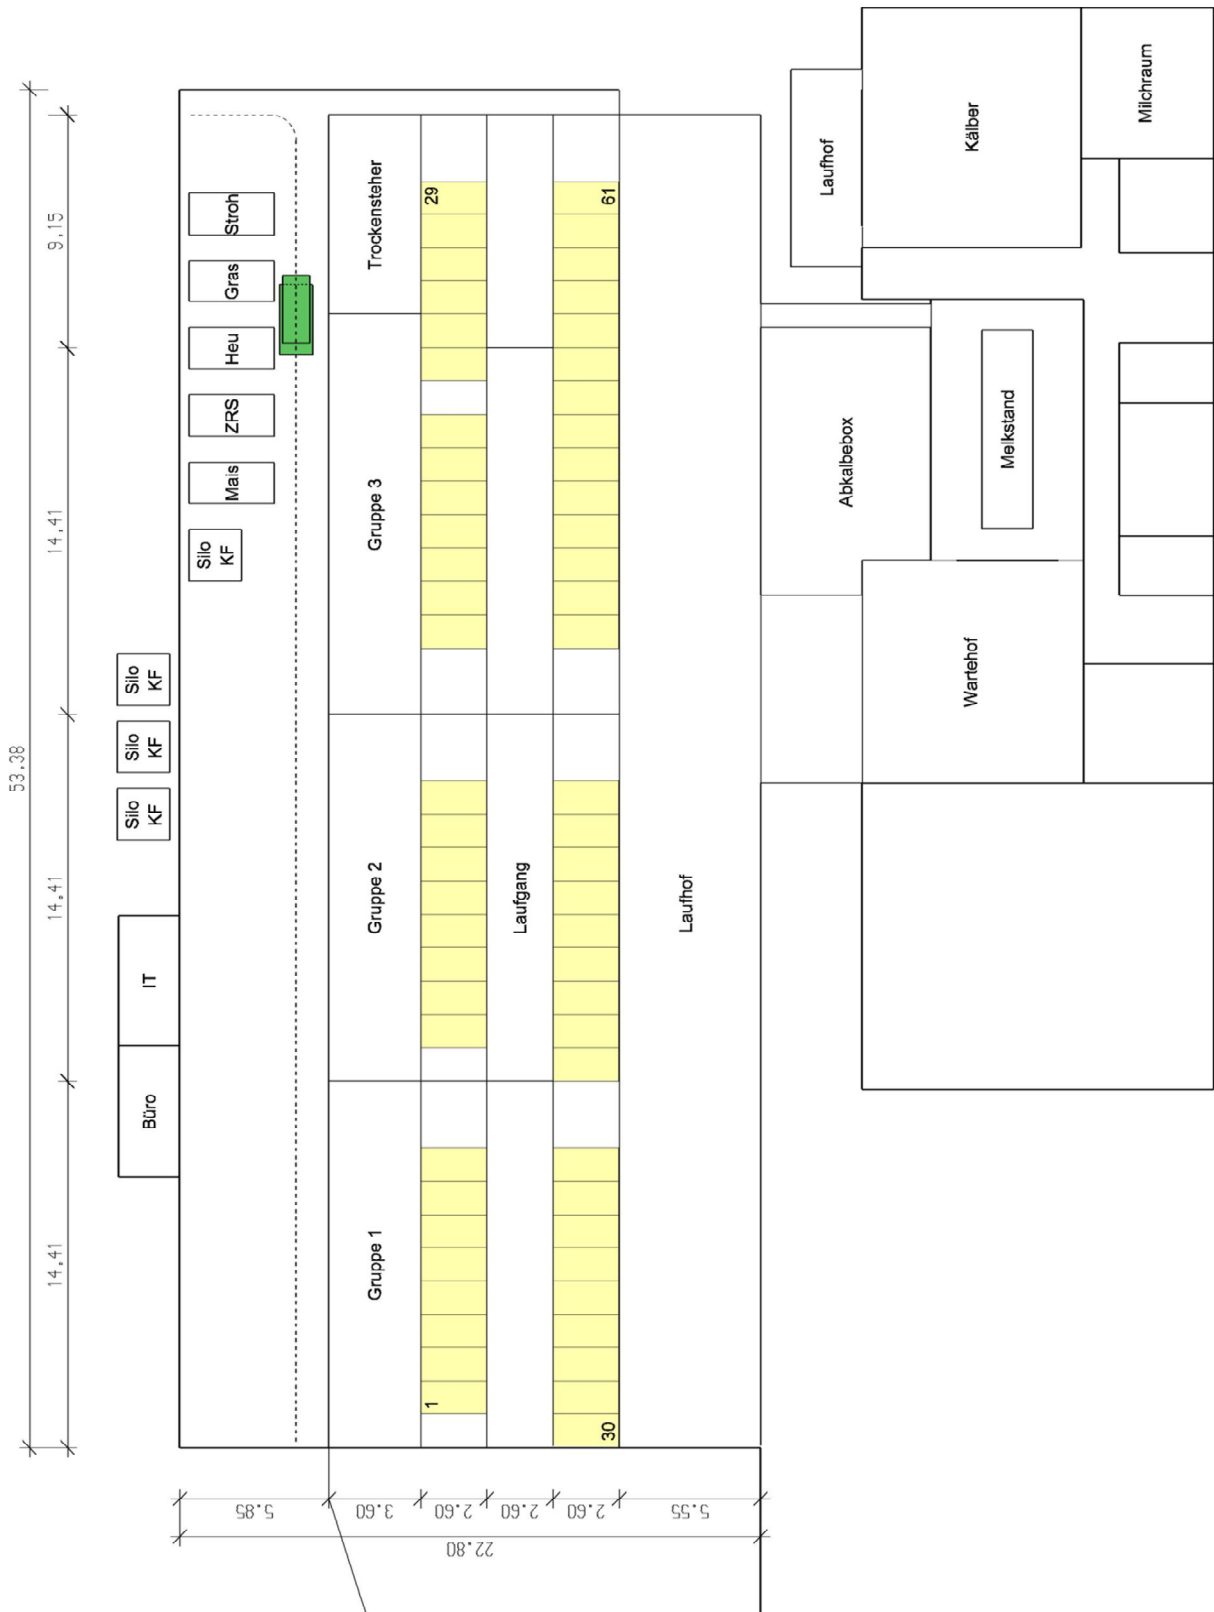 53.38
14.41
14.41
14.41
9.15
Büro
IT
Silo
KF
Silo
KF
Silo
KF
Silo
KF
Mais
ZRS
Heu
Gras
Stroh
Gruppe 1
Gruppe 2
Gruppe 3
Trockensteher
1
29
Laufgang
30
61
Laufhof
5.85
3.60
2.60
2.60
2.60
5.55
22.80
Laufhof
Abkalbebox
Kälber
Milchraum
Melkstand
Wartehof